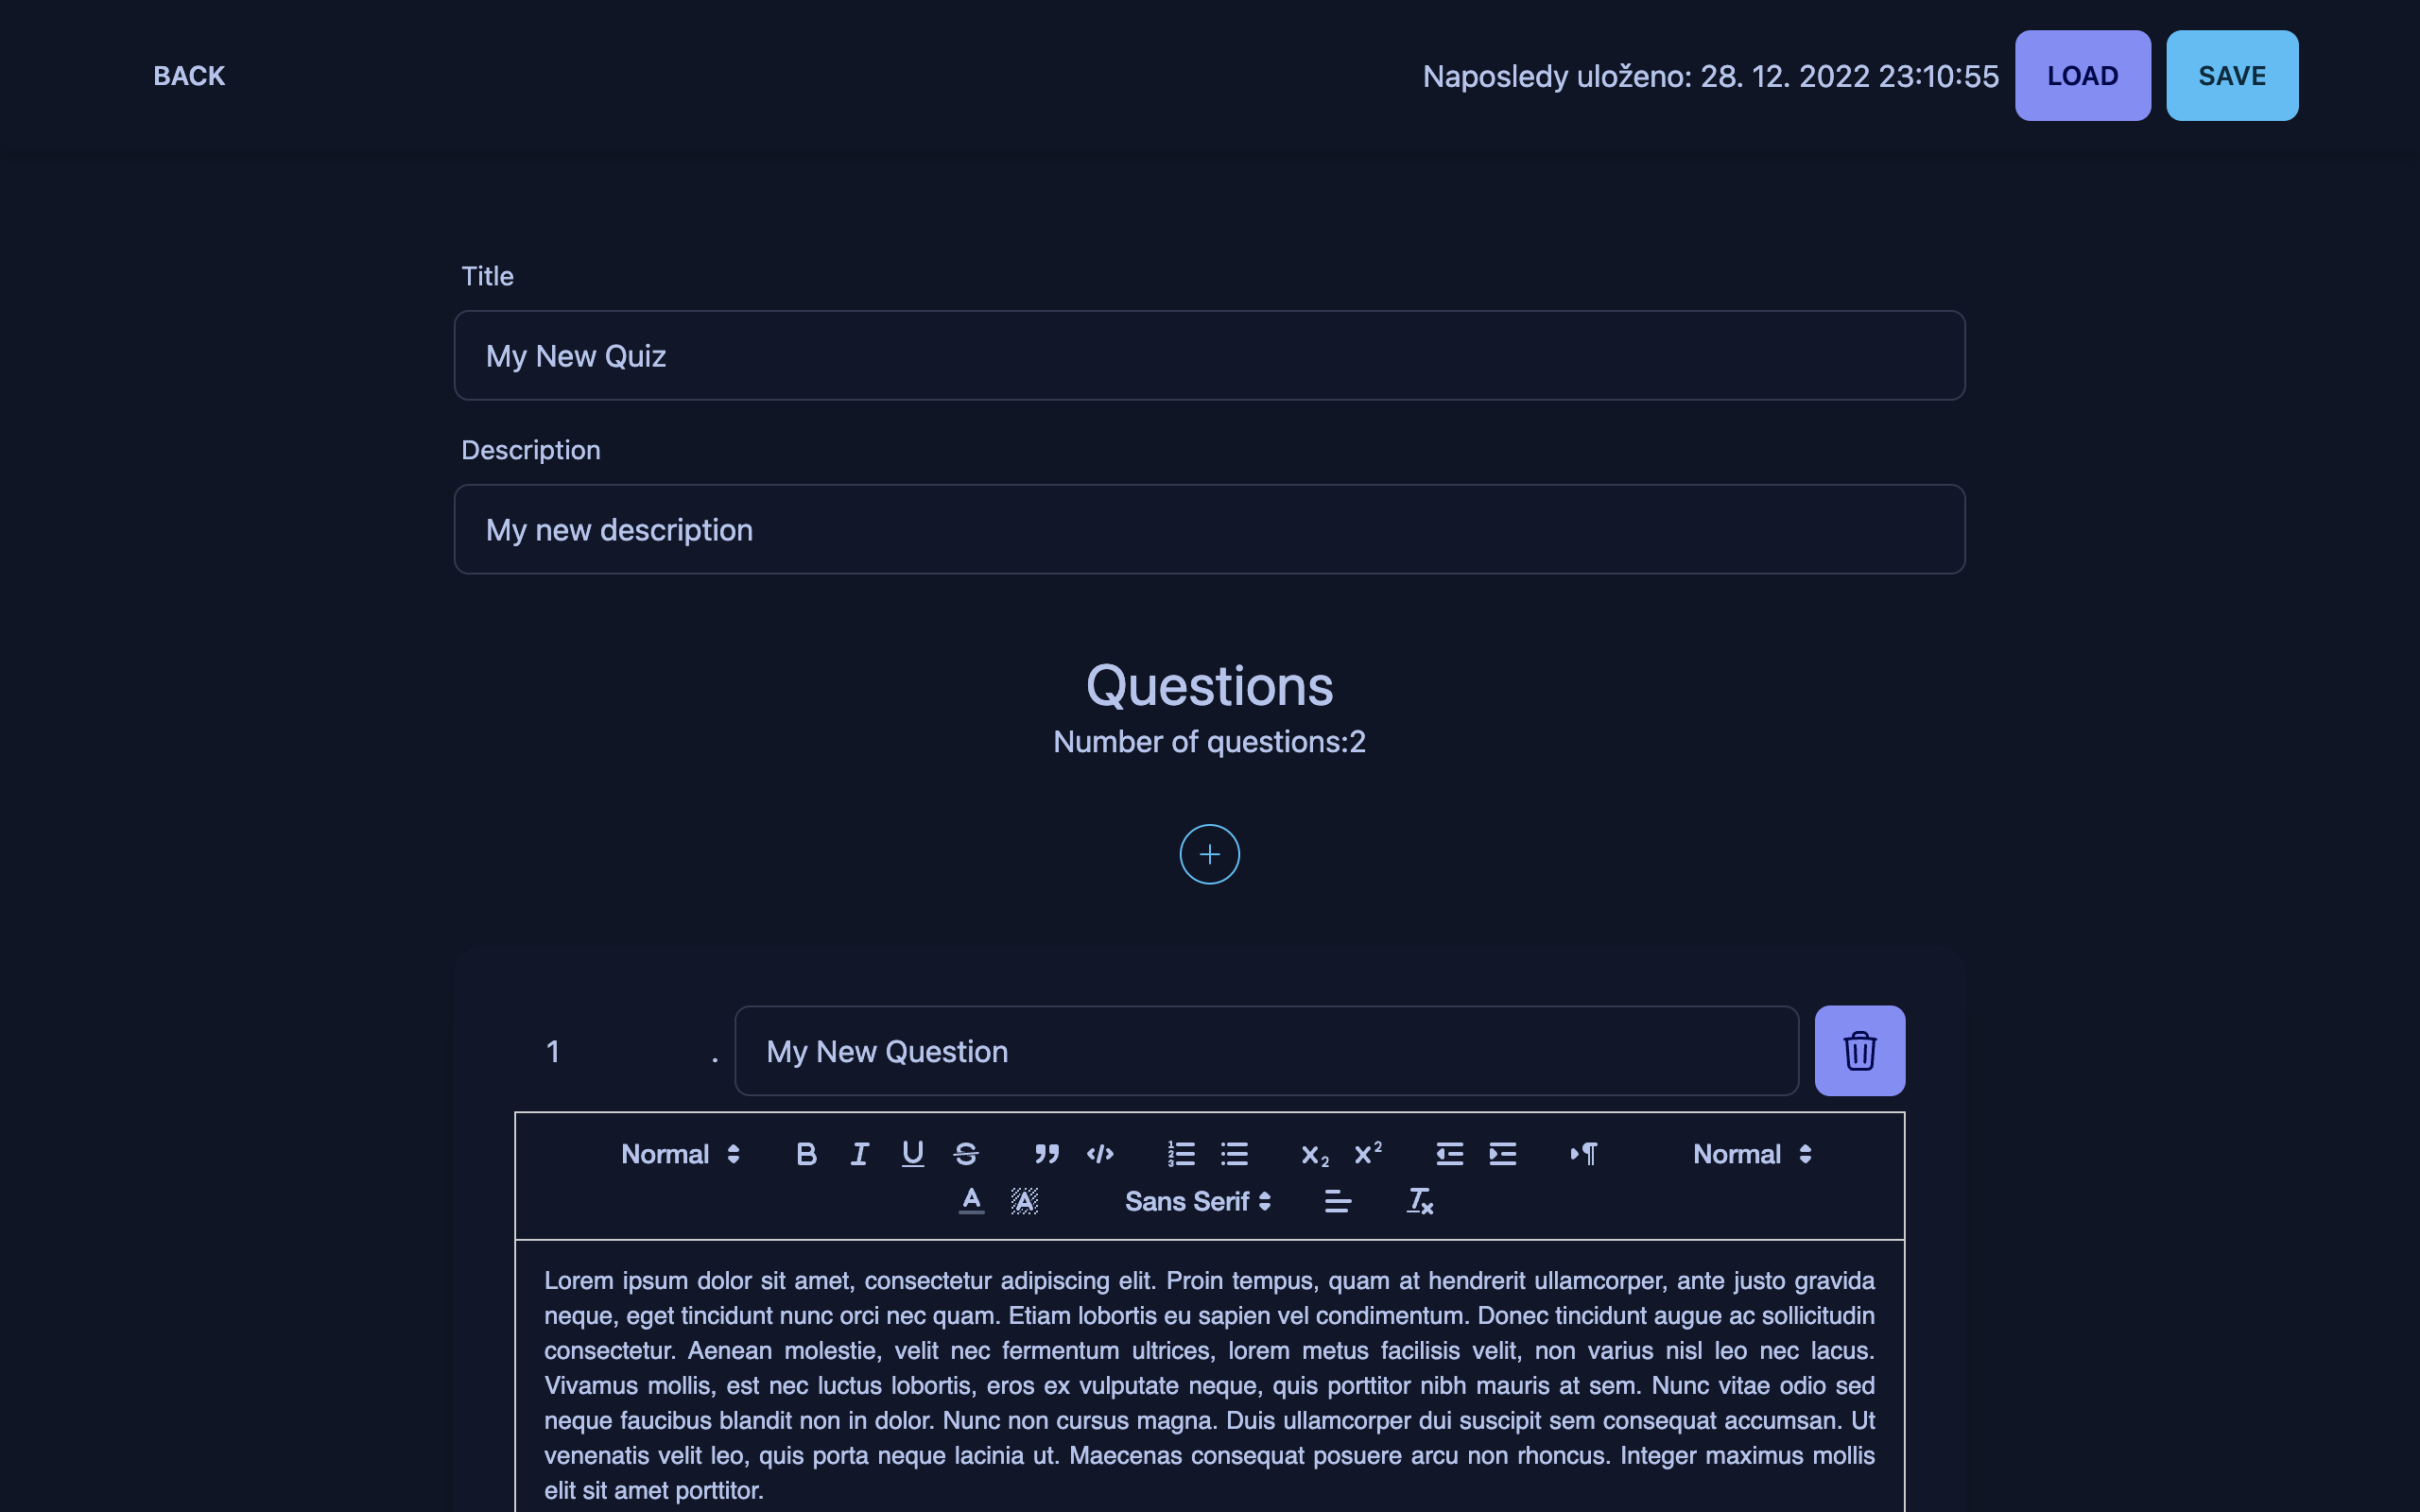 BACK
Naposledy uloženo: 28. 12. 2022 23:10:55 LOAD SAVE
Title
My New Quiz
Description
My new description
Questions
Number of questions:2
1 . My New Question
Normal B I U S x₂ x² Normal
A A Sans Serif Tx
Lorem ipsum dolor sit amet, consectetur adipiscing elit. Proin tempus, quam at hendrerit ullamcorper, ante justo gravida
neque, eget tincidunt nunc orci nec quam. Etiam lobortis eu sapien vel condimentum. Donec tincidunt augue ac sollicitudin
consectetur. Aenean molestie, velit nec fermentum ultrices, lorem metus facilisis velit, non varius nisl leo nec lacus.
Vivamus mollis, est nec luctus lobortis, eros ex vulputate neque, quis porttitor nibh mauris at sem. Nunc vitae odio sed
neque faucibus blandit non in dolor. Nunc non cursus magna. Duis ullamcorper dui suscipit sem consequat accumsan. Ut
venenatis velit leo, quis porta neque lacinia ut. Maecenas consequat posuere arcu non rhoncus. Integer maximus mollis
elit sit amet porttitor.